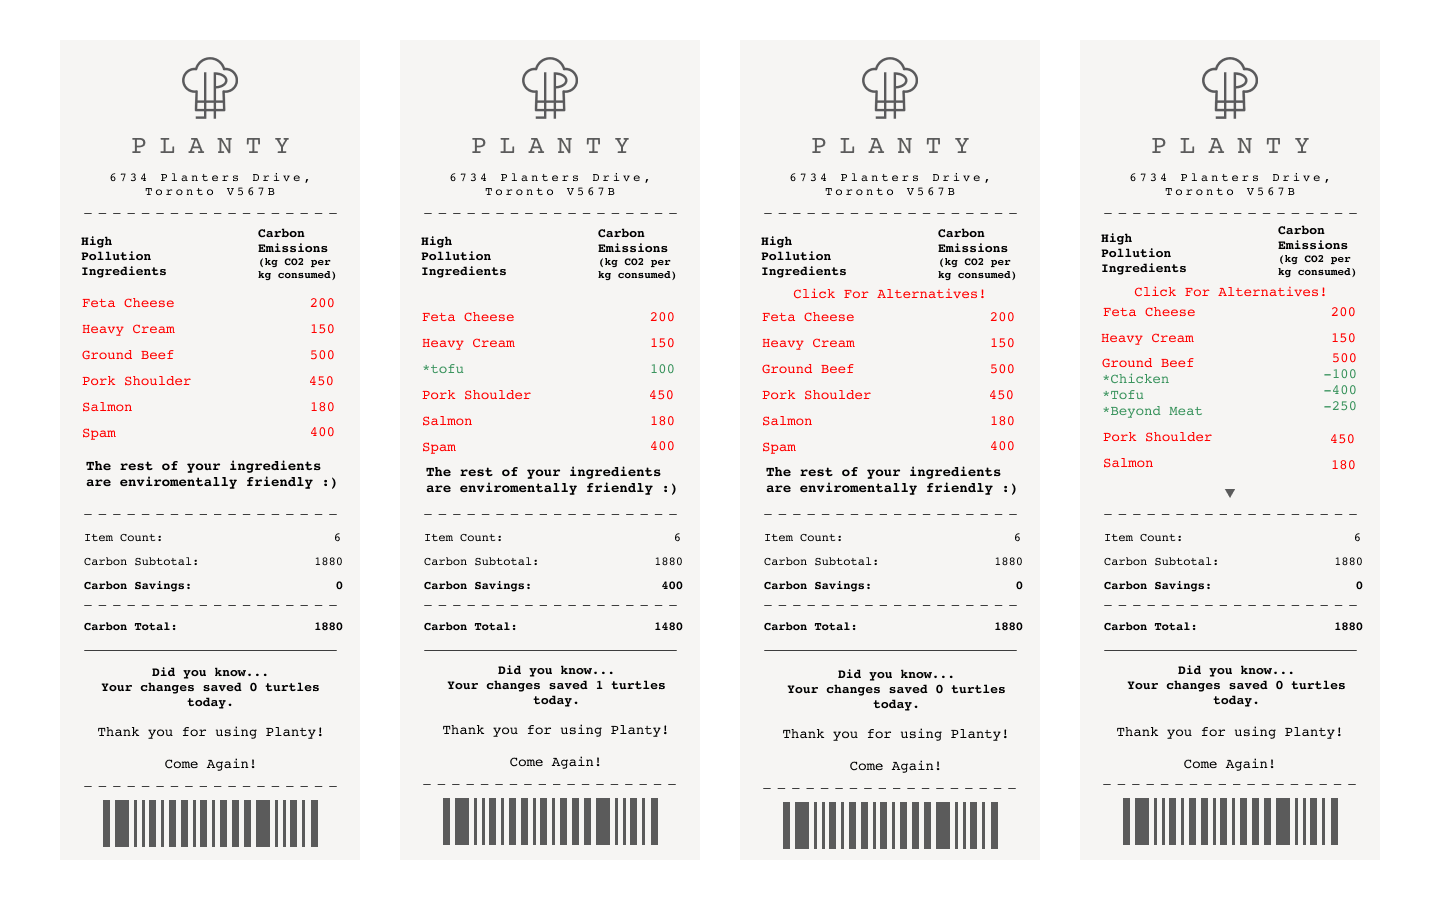 PLANTY
6734 Planters Drive,
Toronto V567B
High
Pollution
Ingredients
Carbon
Emissions
(kg CO2 per
kg consumed)
Feta Cheese 200
Heavy Cream 150
Ground Beef 500
Pork Shoulder 450
Salmon 180
Spam 400
The rest of your ingredients
are enviromentally friendly :)
Item Count: 6
Carbon Subtotal: 1880
Carbon Savings: 0
Carbon Total: 1880
Did you know...
Your changes saved 0 turtles
today.
Thank you for using Planty!
Come Again!
PLANTY
6734 Planters Drive,
Toronto V567B
High
Pollution
Ingredients
Carbon
Emissions
(kg CO2 per
kg consumed)
Feta Cheese 200
Heavy Cream 150
*tofu 100
Pork Shoulder 450
Salmon 180
Spam 400
The rest of your ingredients
are enviromentally friendly :)
Item Count: 6
Carbon Subtotal: 1880
Carbon Savings: 400
Carbon Total: 1480
Did you know...
Your changes saved 1 turtles
today.
Thank you for using Planty!
Come Again!
PLANTY
6734 Planters Drive,
Toronto V567B
High
Pollution
Ingredients
Carbon
Emissions
(kg CO2 per
kg consumed)
Click For Alternatives!
Feta Cheese 200
Heavy Cream 150
Ground Beef 500
Pork Shoulder 450
Salmon 180
Spam 400
The rest of your ingredients
are enviromentally friendly :)
Item Count: 6
Carbon Subtotal: 1880
Carbon Savings: 0
Carbon Total: 1880
Did you know...
Your changes saved 0 turtles
today.
Thank you for using Planty!
Come Again!
PLANTY
6734 Planters Drive,
Toronto V567B
High
Pollution
Ingredients
Carbon
Emissions
(kg CO2 per
kg consumed)
Click For Alternatives!
Feta Cheese 200
Heavy Cream 150
Ground Beef 500
*Chicken -100
*Tofu -400
*Beyond Meat -250
Pork Shoulder 450
Salmon 180
Item Count: 6
Carbon Subtotal: 1880
Carbon Savings: 0
Carbon Total: 1880
Did you know...
Your changes saved 0 turtles
today.
Thank you for using Planty!
Come Again!